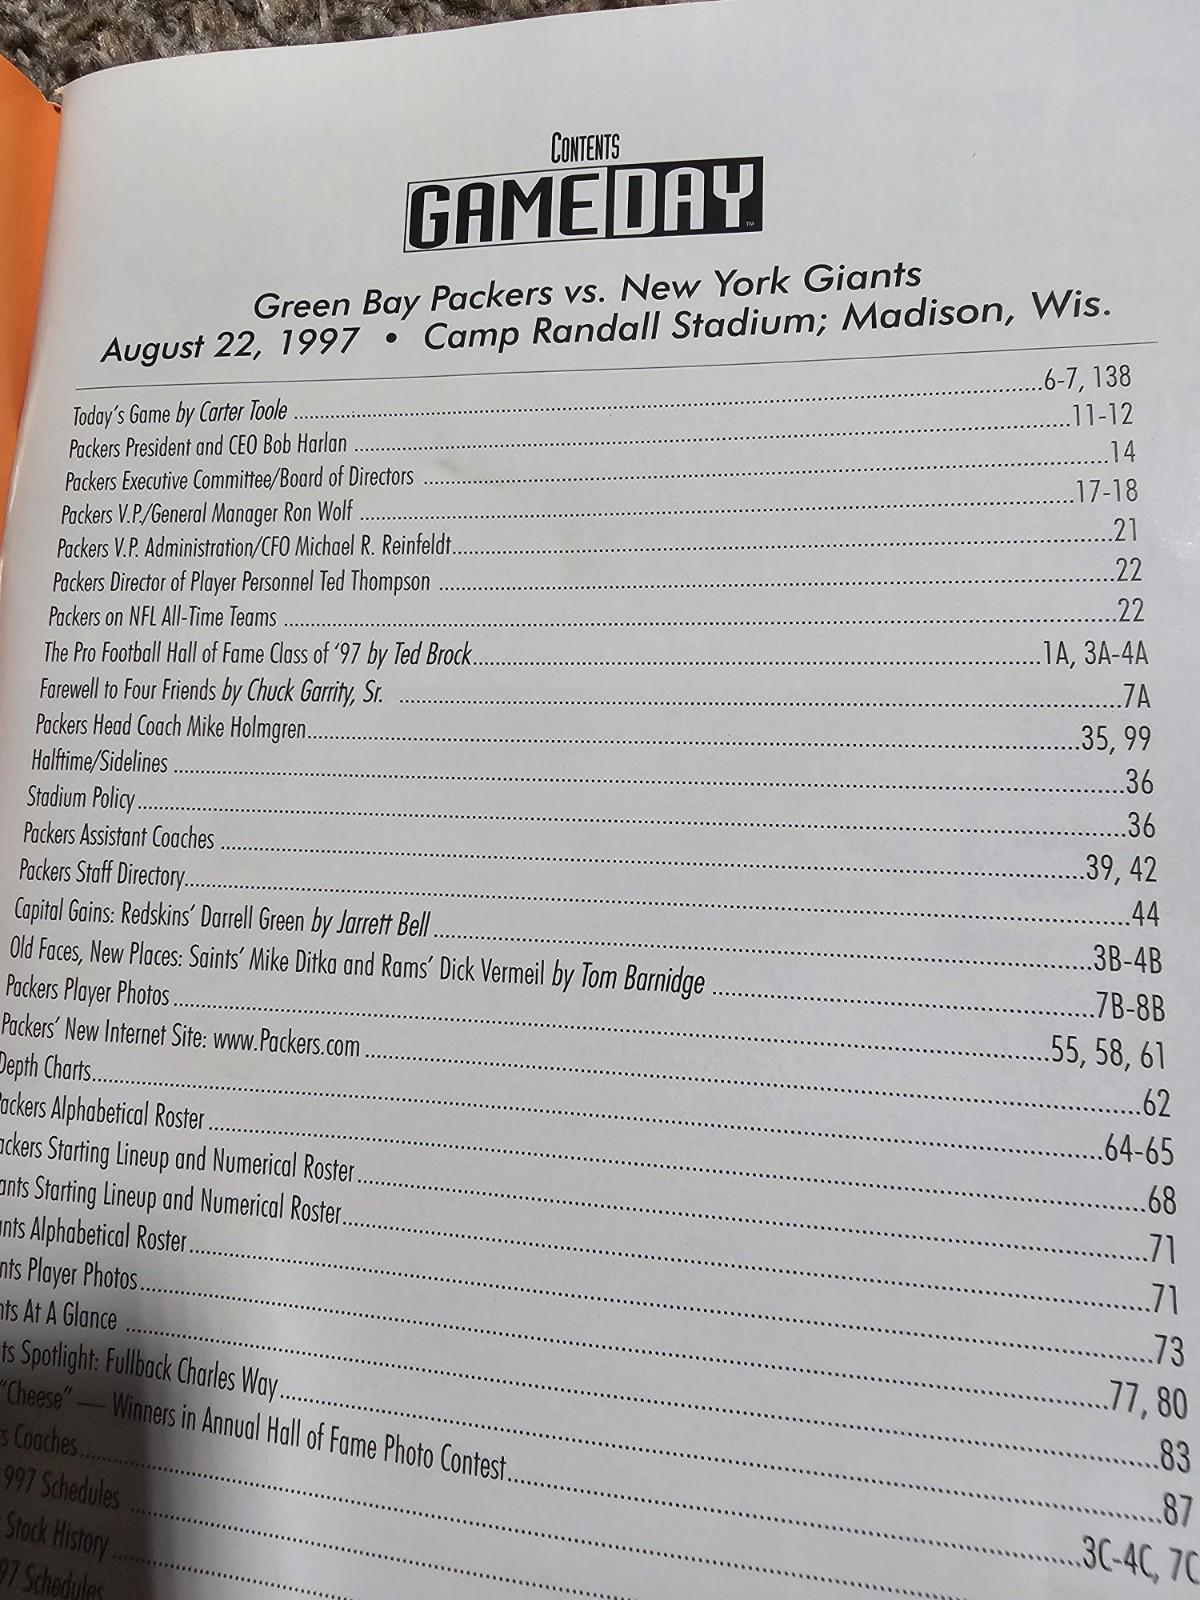 CONTENTS
GAMEDAY™
Green Bay Packers vs. New York Giants
August 22, 1997 • Camp Randall Stadium; Madison, Wis.
Today's Game by Carter Toole 6-7, 138
Packers President and CEO Bob Harlan 11-12
Packers Executive Committee/Board of Directors 14
Packers V.P./General Manager Ron Wolf 17-18
Packers V.P. Administration/CFO Michael R. Reinfeldt 21
Packers Director of Player Personnel Ted Thompson 22
Packers on NFL All-Time Teams 22
The Pro Football Hall of Fame Class of '97 by Ted Brock 1A, 3A-4A
Farewell to Four Friends by Chuck Garrity, Sr. 7A
Packers Head Coach Mike Holmgren 35, 99
Halftime/Sidelines 36
Stadium Policy 36
Packers Assistant Coaches 39, 42
Packers Staff Directory 44
Capital Gains: Redskins' Darrell Green by Jarrett Bell 3B-4B
Old Faces, New Places: Saints' Mike Ditka and Rams' Dick Vermeil by Tom Barnidge 7B-8B
Packers Player Photos 55, 58, 61
Packers' New Internet Site: www.Packers.com 62
Depth Charts 64-65
ackers Alphabetical Roster 68
ackers Starting Lineup and Numerical Roster 71
ants Starting Lineup and Numerical Roster 71
ants Alphabetical Roster 73
nts Player Photos 77, 80
nts At A Glance 83
ts Spotlight: Fullback Charles Way 87
"Cheese" — Winners in Annual Hall of Fame Photo Contest 3C-4C, 7C
s Coaches
997 Schedules
Stock History
97 Schedules